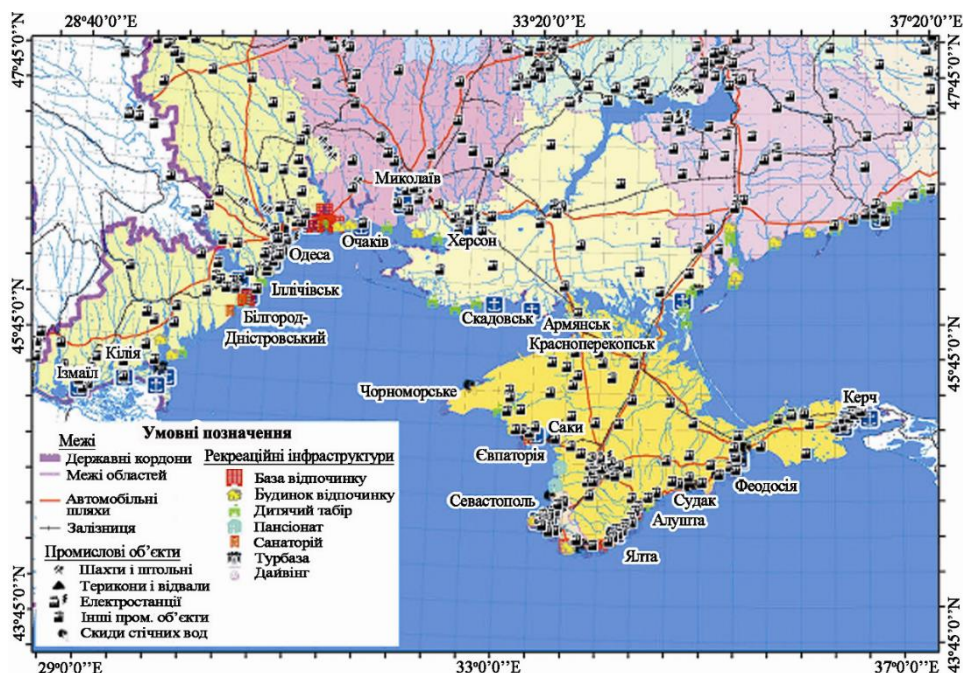 28°40’0’’E
33°20’0’’E
37°20’0’’E
47°45’0’’N
47°45’0’’N
Миколаїв
Очаків
Херсон
Одеса
Іллічівськ
Білгород-
Дністровський
Скадовськ
Армянськ
Красноперекопськ
45°45’0’’N
45°45’0’’N
Кілія
Ізмаїл
Чорноморське
Керч
Саки
Євпаторія
Феодосія
Севастополь
Судак
Алушта
Ялта
Умовні позначення
Межі
Державні кордони
Межі областей
Автомобільні
шляхи
Залізниця
Промислові об’єкти
Шахти і штольні
Терикони і відвали
Електростанції
Інші пром. об’єкти
Скиди стічних вод
Рекреаційні інфраструктури
База відпочинку
Будинок відпочинку
Дитячий табір
Пансіонат
Санаторій
Турбаза
Дайвінг
43°45’0’’N
43°45’0’’N
29°0’0’’E
33°0’0’’E
37°0’0’’E